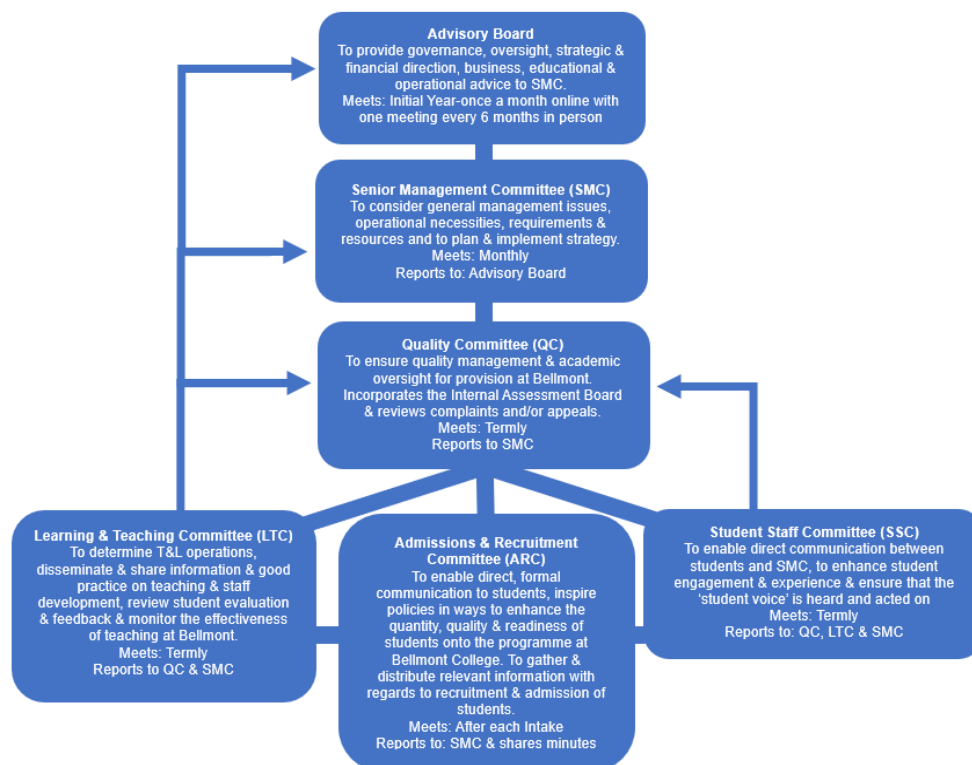 Advisory Board
To provide governance, oversight, strategic &
financial direction, business, educational &
operational advice to SMC.
Meets: Initial Year-once a month online with
one meeting every 6 months in person
Senior Management Committee (SMC)
To consider general management issues,
operational necessities, requirements &
resources and to plan & implement strategy.
Meets: Monthly
Reports to: Advisory Board
Quality Committee (QC)
To ensure quality management & academic
oversight for provision at Bellmont.
Incorporates the Internal Assessment Board
& reviews complaints and/or appeals.
Meets: Termly
Reports to SMC
Learning & Teaching Committee (LTC)
To determine T&L operations,
disseminate & share information & good
practice on teaching & staff
development, review student evaluation
& feedback & monitor the effectiveness
of teaching at Bellmont.
Meets: Termly
Reports to QC & SMC
Admissions & Recruitment
Committee (ARC)
To enable direct, formal
communication to students, inspire
policies in ways to enhance the
quantity, quality & readiness of
students onto the programme at
Bellmont College. To gather &
distribute relevant information with
regards to recruitment & admission of
students.
Meets: After each Intake
Reports to: SMC & shares minutes
Student Staff Committee (SSC)
To enable direct communication between
students and SMC, to enhance student
engagement & experience & ensure that the
‘student voice’ is heard and acted on
Meets: Termly
Reports to: QC, LTC & SMC